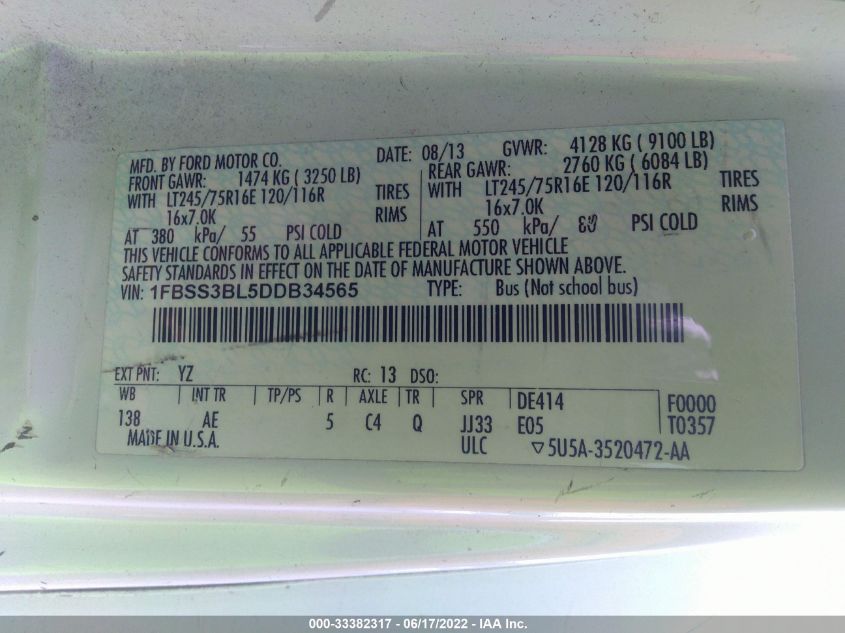 MFD. BY FORD MOTOR CO. DATE: 08/13 GVWR: 4128 KG ( 9100 LB)
FRONT GAWR: 1474 KG ( 3250 LB) REAR GAWR: 2760 KG ( 6084 LB)
WITH LT245/75R16E 120/116R TIRES WITH LT245/75R16E 120/116R TIRES
16x7.0K RIMS 16x7.0K RIMS
AT 380 kPa/ 55 PSI COLD AT 550 kPa/ 80 PSI COLD
THIS VEHICLE CONFORMS TO ALL APPLICABLE FEDERAL MOTOR VEHICLE
SAFETY STANDARDS IN EFFECT ON THE DATE OF MANUFACTURE SHOWN ABOVE.
VIN: 1FBSS3BL5DDB34565 TYPE: Bus (Not school bus)
EXT PNT: YZ RC: 13 DSO:
WB INT TR TP/PS R AXLE TR SPR DE414 F0000
138 AE 5 C4 Q JJ33 E05 T0357
MADE IN U.S.A. ULC ▽5U5A-3520472-AA
000-33382317 - 06/17/2022 - IAA Inc.